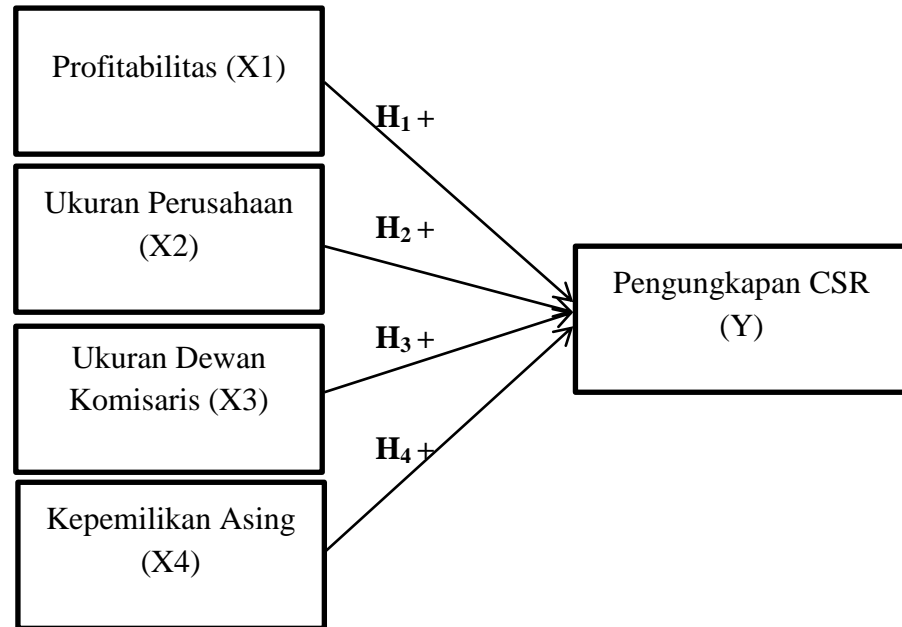 Profitabilitas (X1)
H₁ +
Ukuran Perusahaan
(X2)
H₂ +
Ukuran Dewan
Komisaris (X3)
H₃ +
Kepemilikan Asing
(X4)
H₄ +
Pengungkapan CSR
(Y)